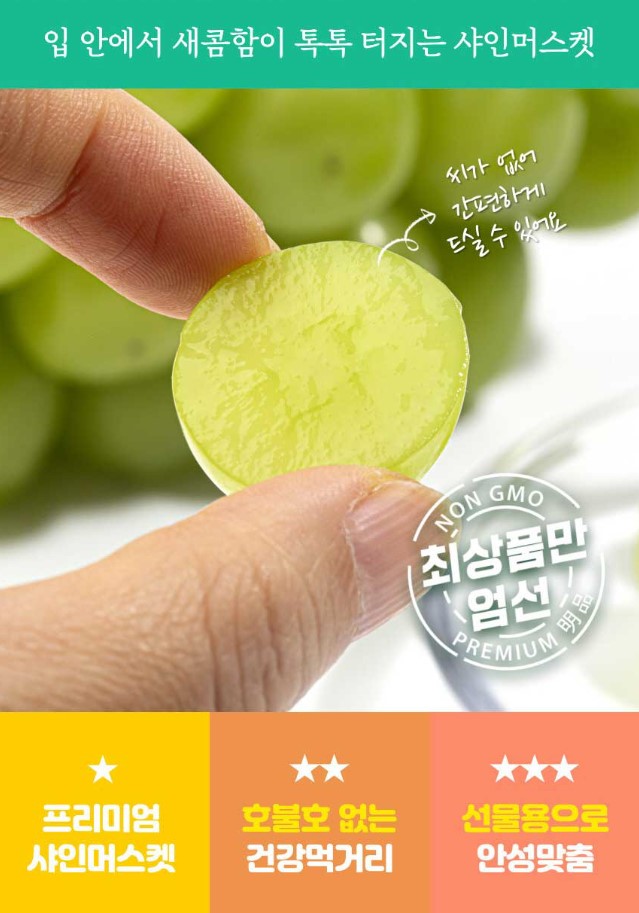 입 안에서 새콤함이 톡톡 터지는 샤인머스켓
씨가 없어
간편하게
드실 수 있어요
NON GMO
최상품만
엄선
PREMIUM 明品
★
프리미엄
샤인머스켓
★★
호불호 없는
건강먹거리
★★★
선물용으로
안성맞춤